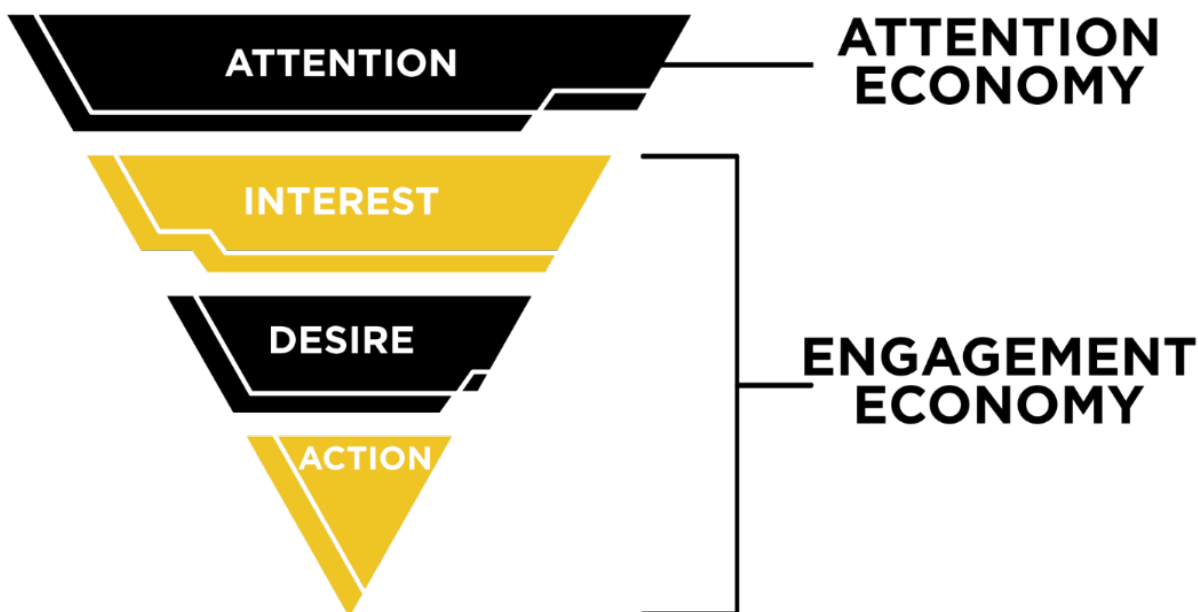 ATTENTION
ATTENTION
ECONOMY
INTEREST
DESIRE
ENGAGEMENT
ECONOMY
ACTION